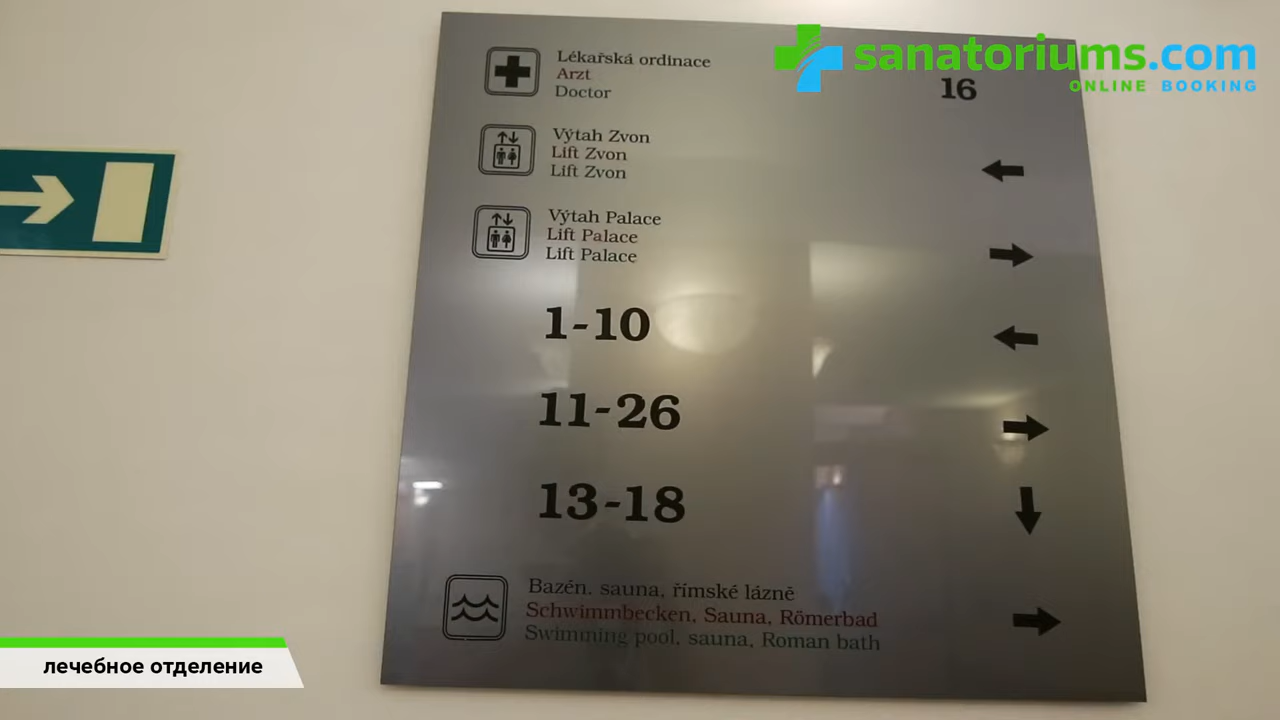 sanatoriums.com
ONLINE BOOKING
Lékařská ordinace
Arzt
Doctor
16
Výtah Zvon
Lift Zvon
Lift Zvon
Výtah Palace
Lift Palace
Lift Palace
1-10
11-26
13-18
Bazén, sauna, římské lázně
Schwimmbecken, Sauna, Römerbad
Swimming pool, sauna, Roman bath
лечебное отделение